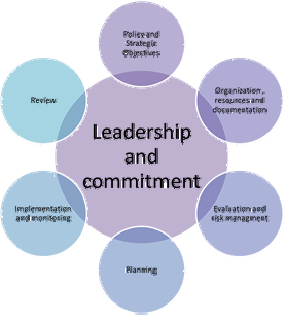 Policy and
Strategic
Objectives
Organization,
resources and
documentation
Evaluation and
risk managment
Planning
Implementation
and monitoring
Review
Leadership
and
commitment